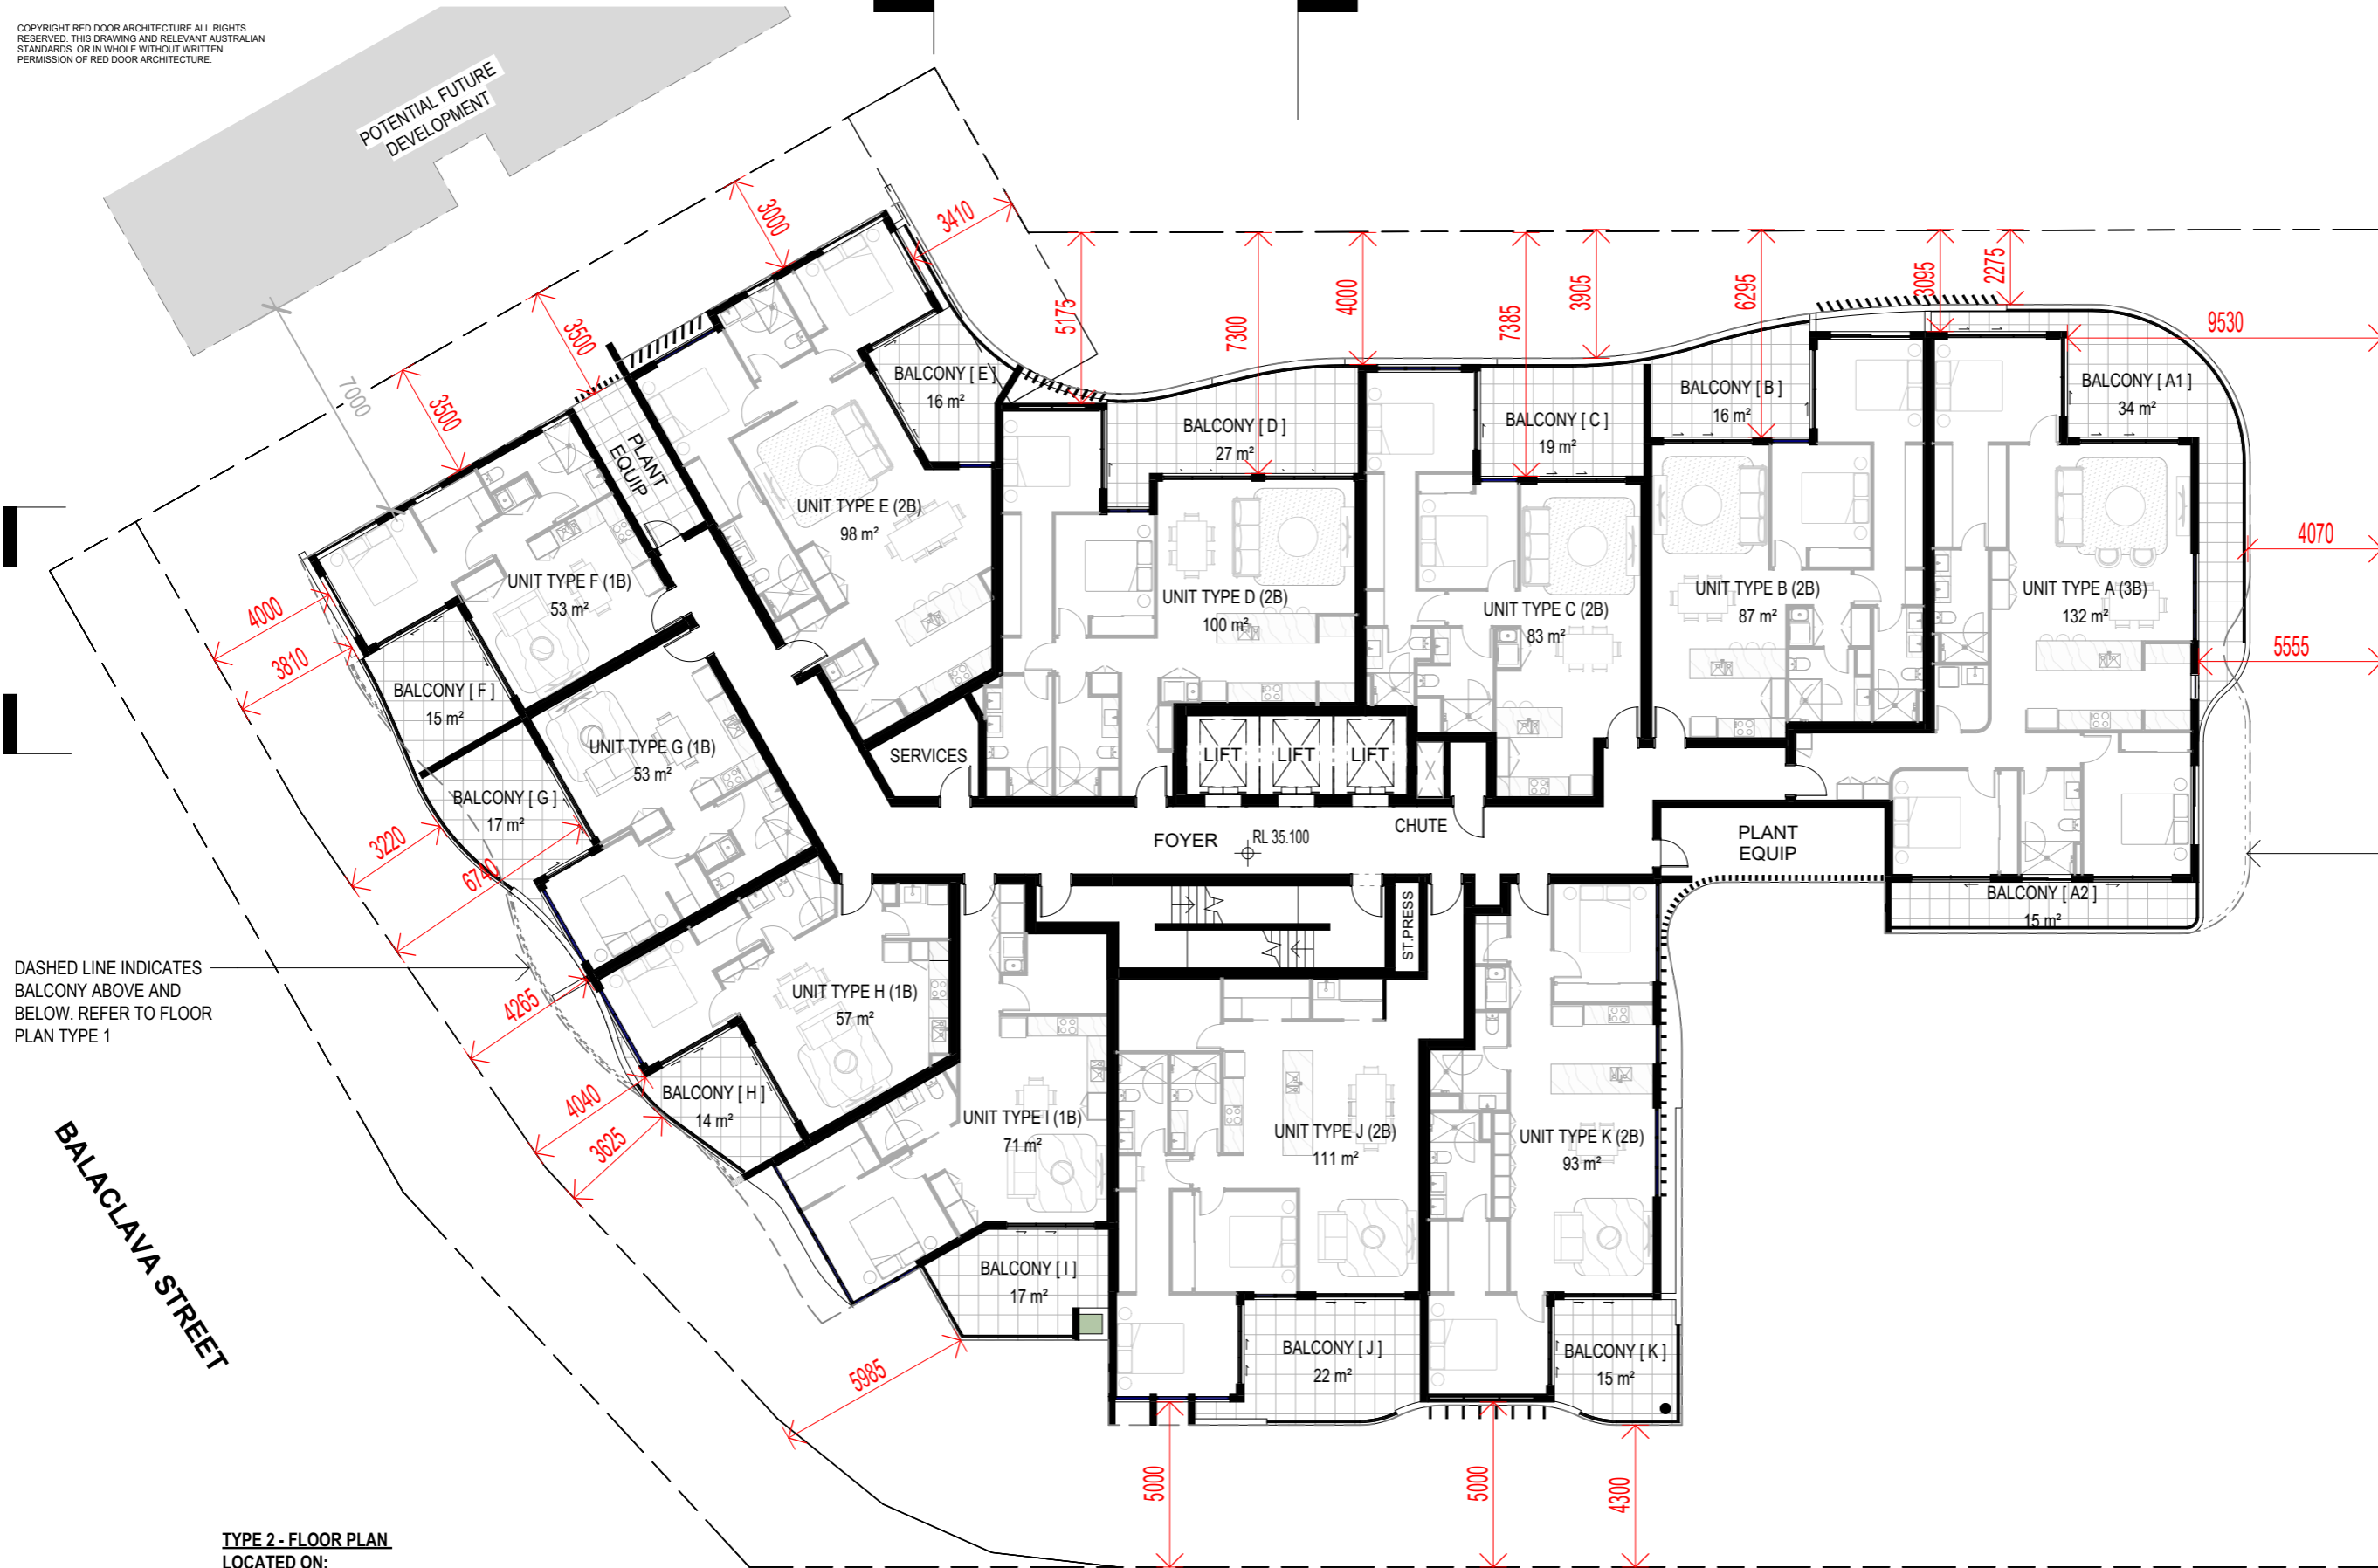 COPYRIGHT RED DOOR ARCHITECTURE ALL RIGHTS
RESERVED. THIS DRAWING AND RELEVANT AUSTRALIAN
STANDARDS. OR IN WHOLE WITHOUT WRITTEN
PERMISSION OF RED DOOR ARCHITECTURE.
POTENTIAL FUTURE
DEVELOPMENT
7000
3500
3500
3000
3410
5175
7300
4000
7385
3905
6295
3095
2275
9530
4070
5555
BALCONY [ E ]
16 m²
BALCONY [ D ]
27 m²
BALCONY [ C ]
19 m²
BALCONY [ B ]
16 m²
BALCONY [ A1 ]
34 m²
PLANT
EQUIP
UNIT TYPE E (2B)
98 m²
UNIT TYPE F (1B)
53 m²
UNIT TYPE D (2B)
100 m²
UNIT TYPE C (2B)
83 m²
UNIT TYPE B (2B)
87 m²
UNIT TYPE A (3B)
132 m²
4000
3810
BALCONY [ F ]
15 m²
UNIT TYPE G (1B)
53 m²
SERVICES
LIFT
LIFT
LIFT
BALCONY [ G ]
17 m²
3220
6740
FOYER
RL 35.100
CHUTE
PLANT
EQUIP
BALCONY [ A2 ]
15 m²
ST.PRESS
DASHED LINE INDICATES
BALCONY ABOVE AND
BELOW. REFER TO FLOOR
PLAN TYPE 1
4265
UNIT TYPE H (1B)
57 m²
4040
3625
BALCONY [ H ]
14 m²
UNIT TYPE I (1B)
71 m²
UNIT TYPE J (2B)
111 m²
UNIT TYPE K (2B)
93 m²
BALACLAVA STREET
BALCONY [ I ]
17 m²
BALCONY [ J ]
22 m²
BALCONY [ K ]
15 m²
5985
5000
5000
4300
TYPE 2 - FLOOR PLAN
LOCATED ON: